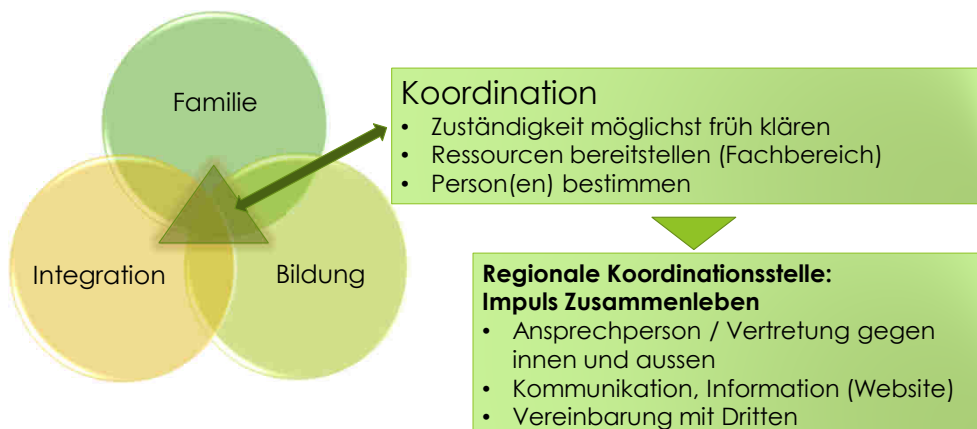 Familie
Integration
Bildung
Koordination
• Zuständigkeit möglichst früh klären
• Ressourcen bereitstellen (Fachbereich)
• Person(en) bestimmen
Regionale Koordinationsstelle:
Impuls Zusammenleben
• Ansprechperson / Vertretung gegen
innen und aussen
• Kommunikation, Information (Website)
• Vereinbarung mit Dritten